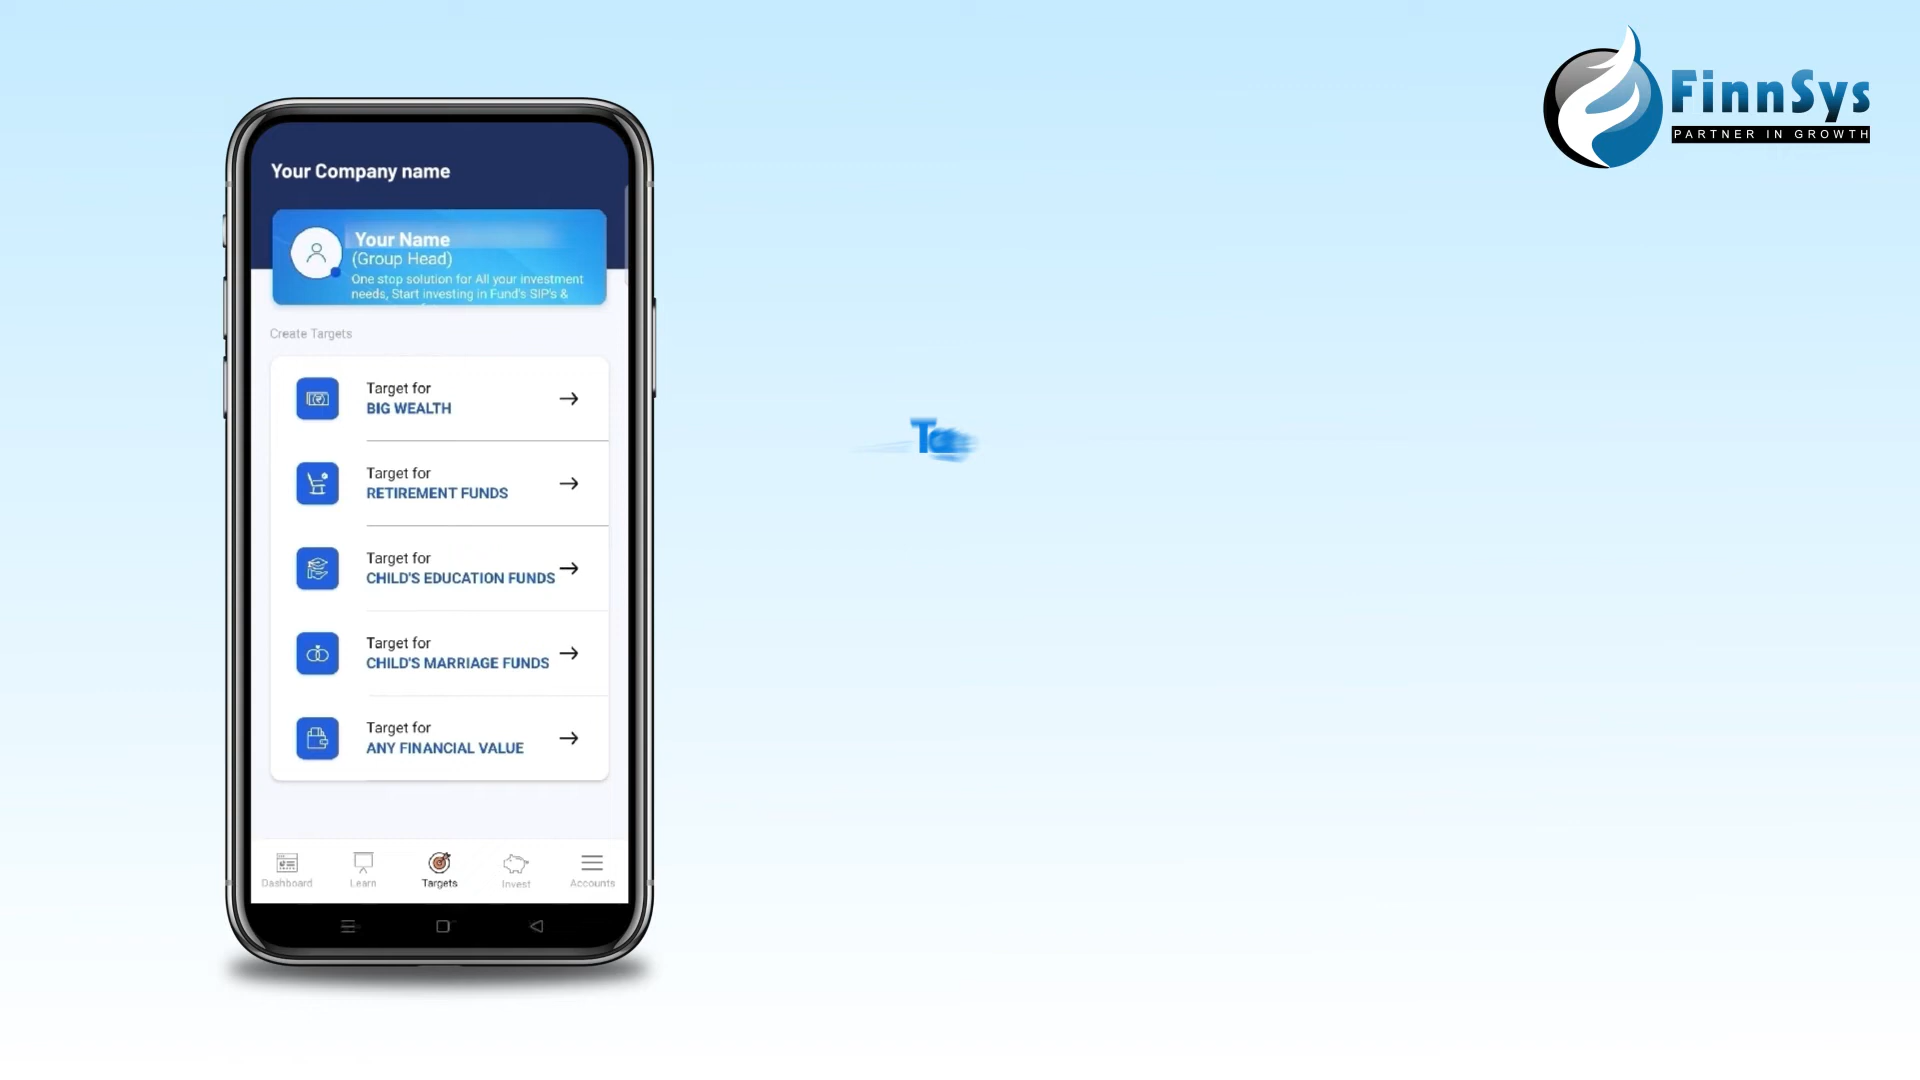 FinnSys
PARTNER IN GROWTH
Your Company name
Your Name
(Group Head)
One stop solution for All your investment
needs, Start investing in Fund's SIP's &
Create Targets
Target for
BIG WEALTH
Target for
RETIREMENT FUNDS
Target for
CHILD'S EDUCATION FUNDS
Target for
CHILD'S MARRIAGE FUNDS
Target for
ANY FINANCIAL VALUE
Dashboard
Learn
Targets
Invest
Accounts